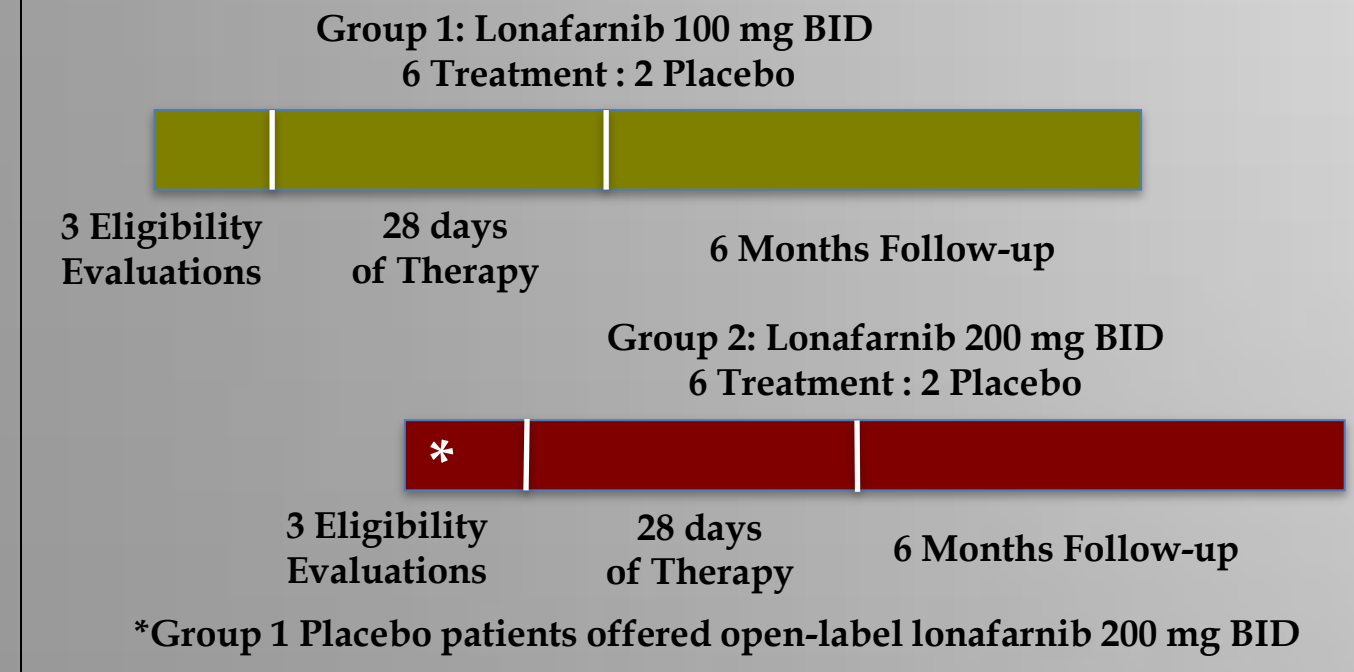 Group 1: Lonafarnib 100 mg BID
6 Treatment : 2 Placebo
3 Eligibility
Evaluations
28 days
of Therapy
6 Months Follow-up
Group 2: Lonafarnib 200 mg BID
6 Treatment : 2 Placebo
*
3 Eligibility
Evaluations
28 days
of Therapy
6 Months Follow-up
*Group 1 Placebo patients offered open-label lonafarnib 200 mg BID